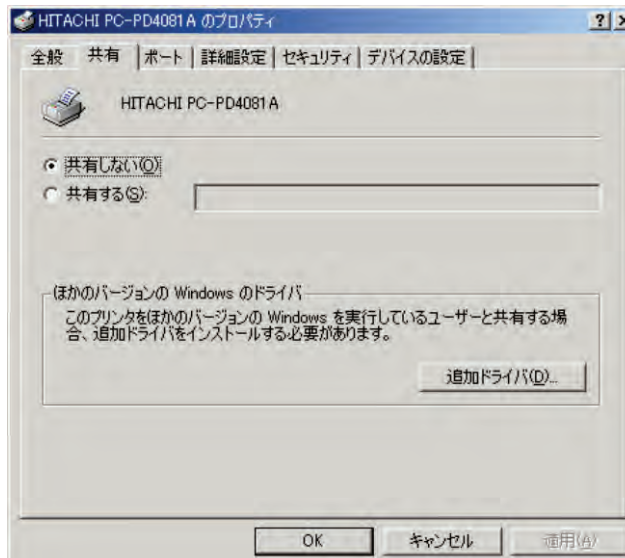 HITACHI PC-PD4081A のプロパティ
全般 共有 ポート 詳細設定 セキュリティ デバイスの設定
HITACHI PC-PD4081A
共有しない(O)
共有する(S):
ほかのバージョンの Windows のドライバ
このプリンタをほかのバージョンの Windows を実行しているユーザーと共有する場
合、追加ドライバをインストールする必要があります。
追加ドライバ(D)...
OK キャンセル 適用(A)